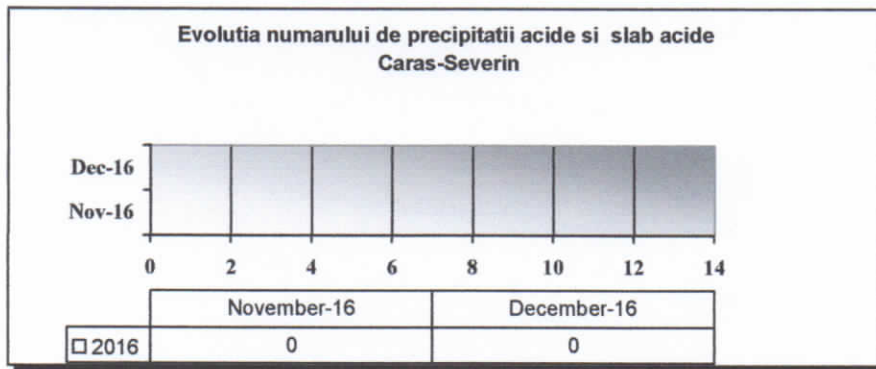 Evolutia numarului de precipitatii acide si slab acide
Caras-Severin
Dec-16
Nov-16
0 2 4 6 8 10 12 14
November-16 December-16
2016 0 0